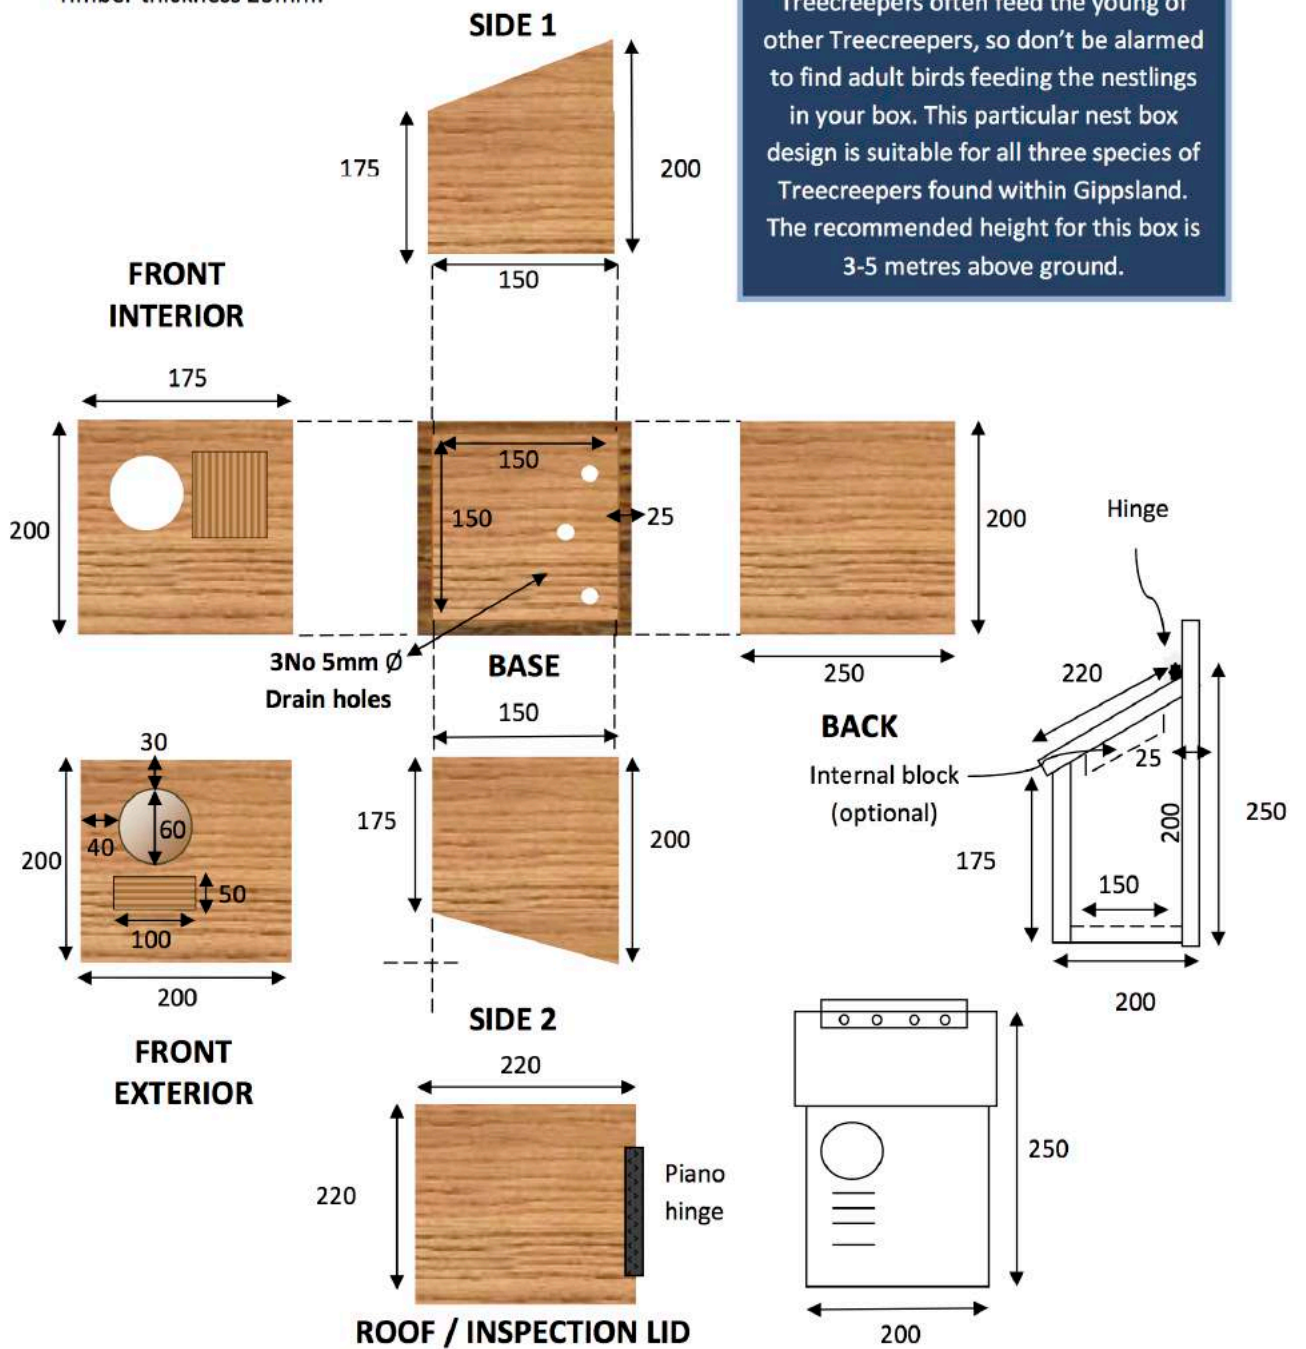 timber thickness 25mm.
Treecreepers often feed the young of
other Treecreepers, so don't be alarmed
to find adult birds feeding the nestlings
in your box. This particular nest box
design is suitable for all three species of
Treecreepers found within Gippsland.
The recommended height for this box is
3-5 metres above ground.
SIDE 1
175
200
150
FRONT
INTERIOR
175
200
150
150
25
3No 5mm Ø
Drain holes
BASE
200
250
BACK
Hinge
220
25
Internal block
(optional)
175
200
250
150
200
30
40
60
50
100
200
200
FRONT
EXTERIOR
150
175
200
SIDE 2
220
220
Piano
hinge
ROOF / INSPECTION LID
250
200